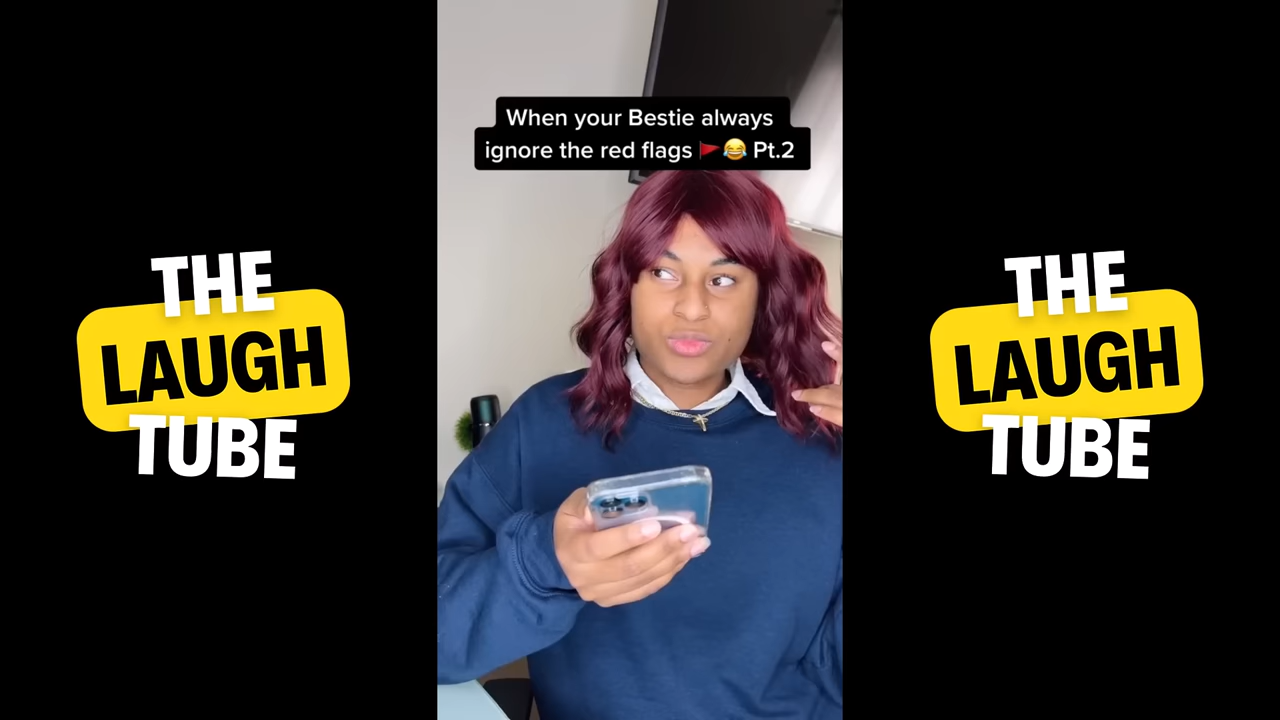 When your Bestie always
ignore the red flags 🚩😂 Pt.2
THE
LAUGH
TUBE
THE
LAUGH
TUBE